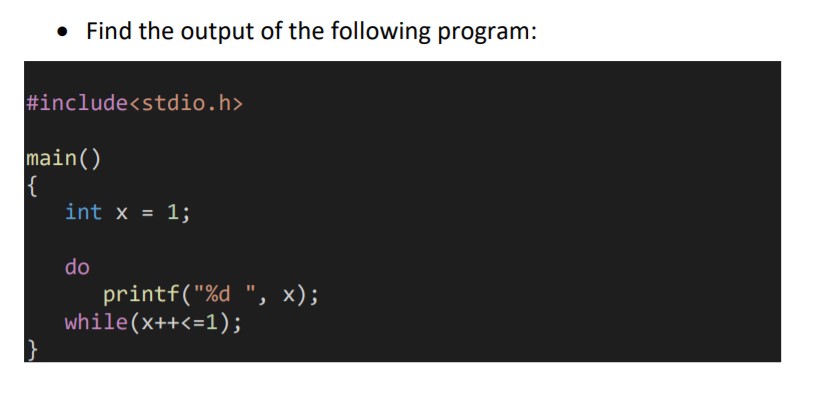 • Find the output of the following program:
#include<stdio.h>
main()
{
int x = 1;
do
printf("%d ", x);
while(x++<=1);
}